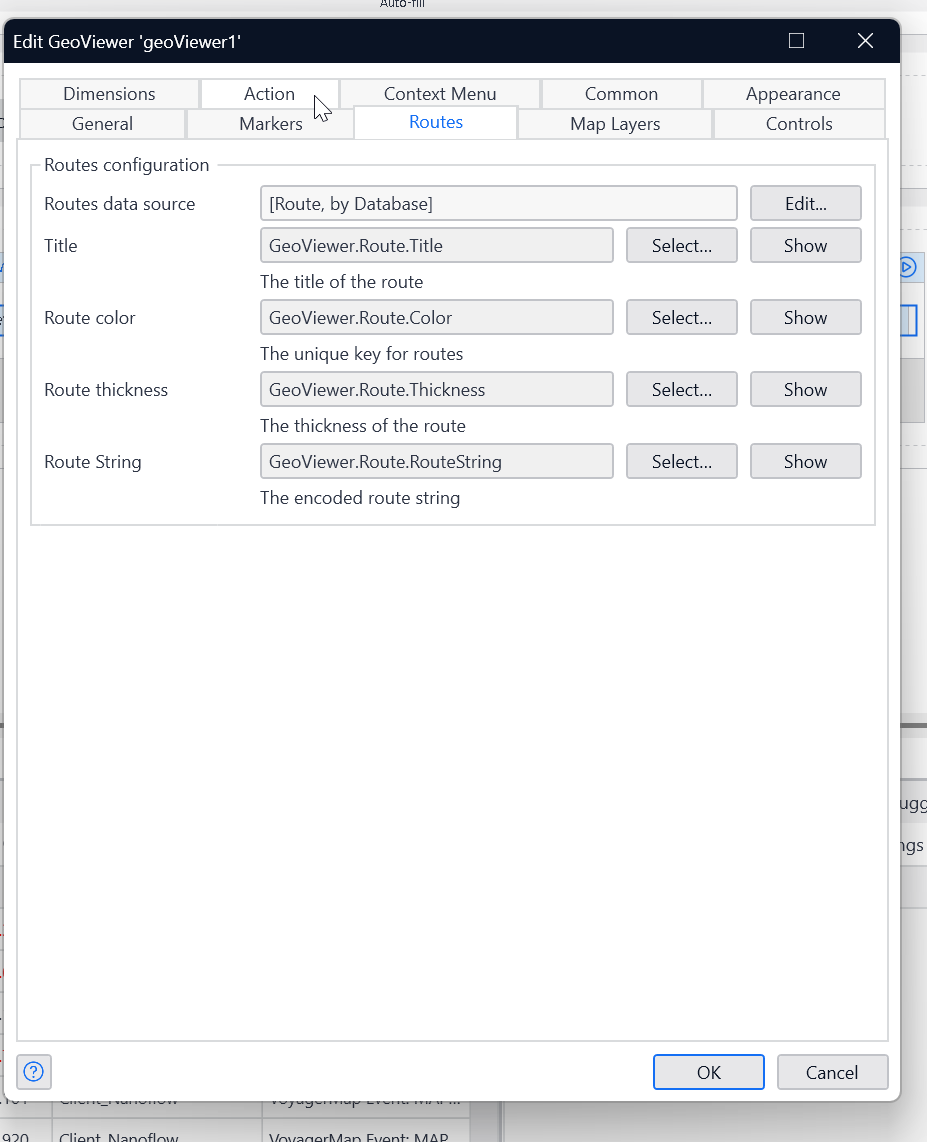 Auto-fill
Edit GeoViewer 'geoViewer1'
Dimensions Action Context Menu Common Appearance
General Markers Routes Map Layers Controls
Routes configuration
Routes data source [Route, by Database] Edit...
Title GeoViewer.Route.Title Select... Show
The title of the route
Route color GeoViewer.Route.Color Select... Show
The unique key for routes
Route thickness GeoViewer.Route.Thickness Select... Show
The thickness of the route
Route String GeoViewer.Route.RouteString Select... Show
The encoded route string
ugg
ngs
OK Cancel
Client_Nanoflow VoyagerMap Event: MAP...
920 Client_Nanoflow VoyagerMap Event: MAP